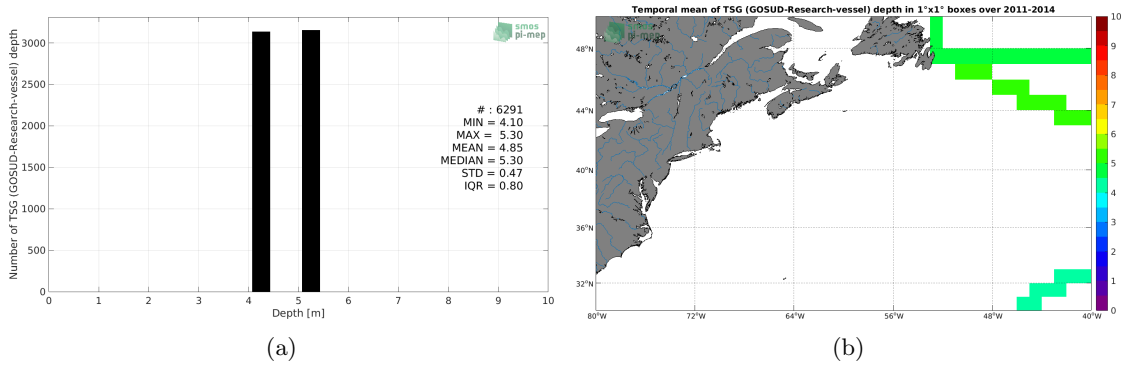 Number of TSG (GOSUD-Research-vessel) depth
3000
2500
2000
1500
1000
500
0
smos
pi-mep
# : 6291
MIN = 4.10
MAX = 5.30
MEAN = 4.85
MEDIAN = 5.30
STD = 0.47
IQR = 0.80
0 1 2 3 4 5 6 7 8 9 10
Depth [m]
(a)
Temporal mean of TSG (GOSUD-Research-vessel) depth in 1°x1° boxes over 2011-2014
smos
pi-mep
48°N
44°N
40°N
36°N
32°N
80°W 72°W 64°W 56°W 48°W 40°W
10
9
8
7
6
5
4
3
2
1
0
(b)